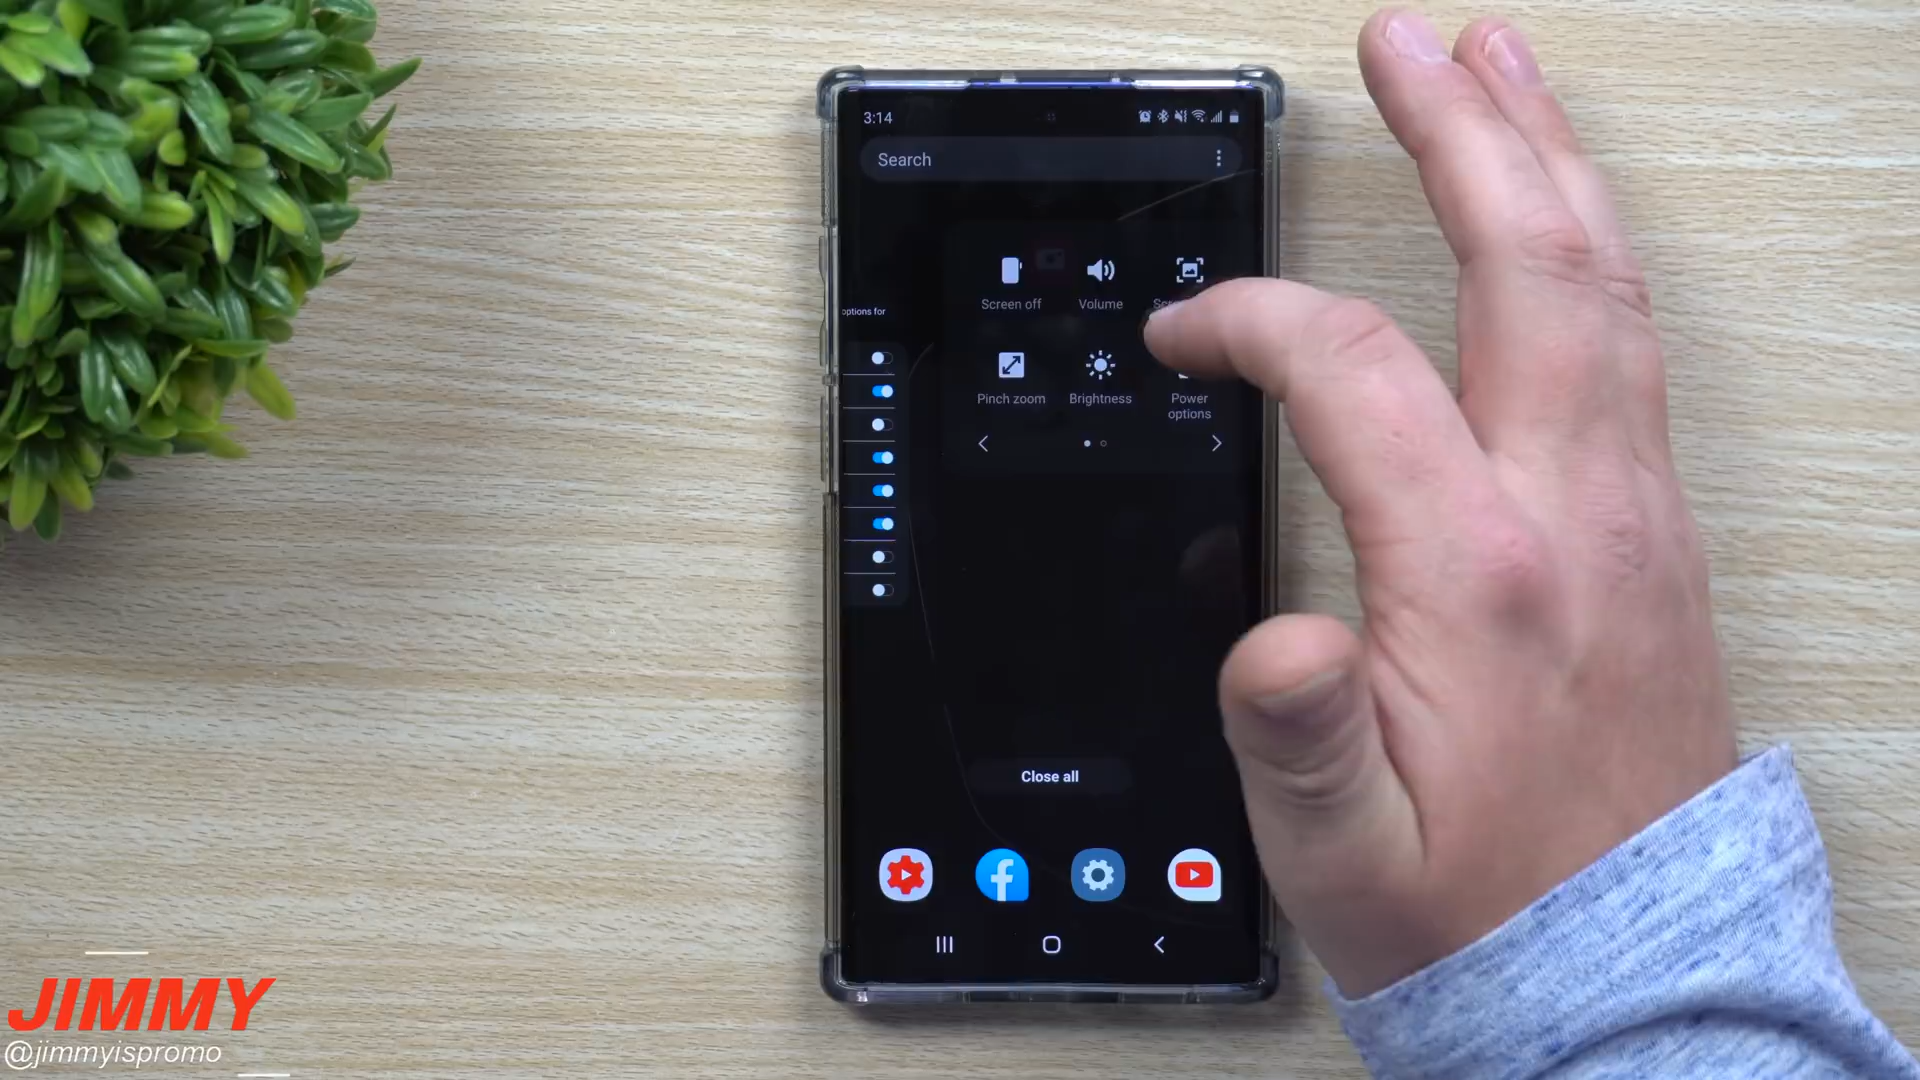 3:14
Search
Screen off
Volume
options for
Pinch zoom
Brightness
Power
options
Close all
JIMMY
@jimmyispromo